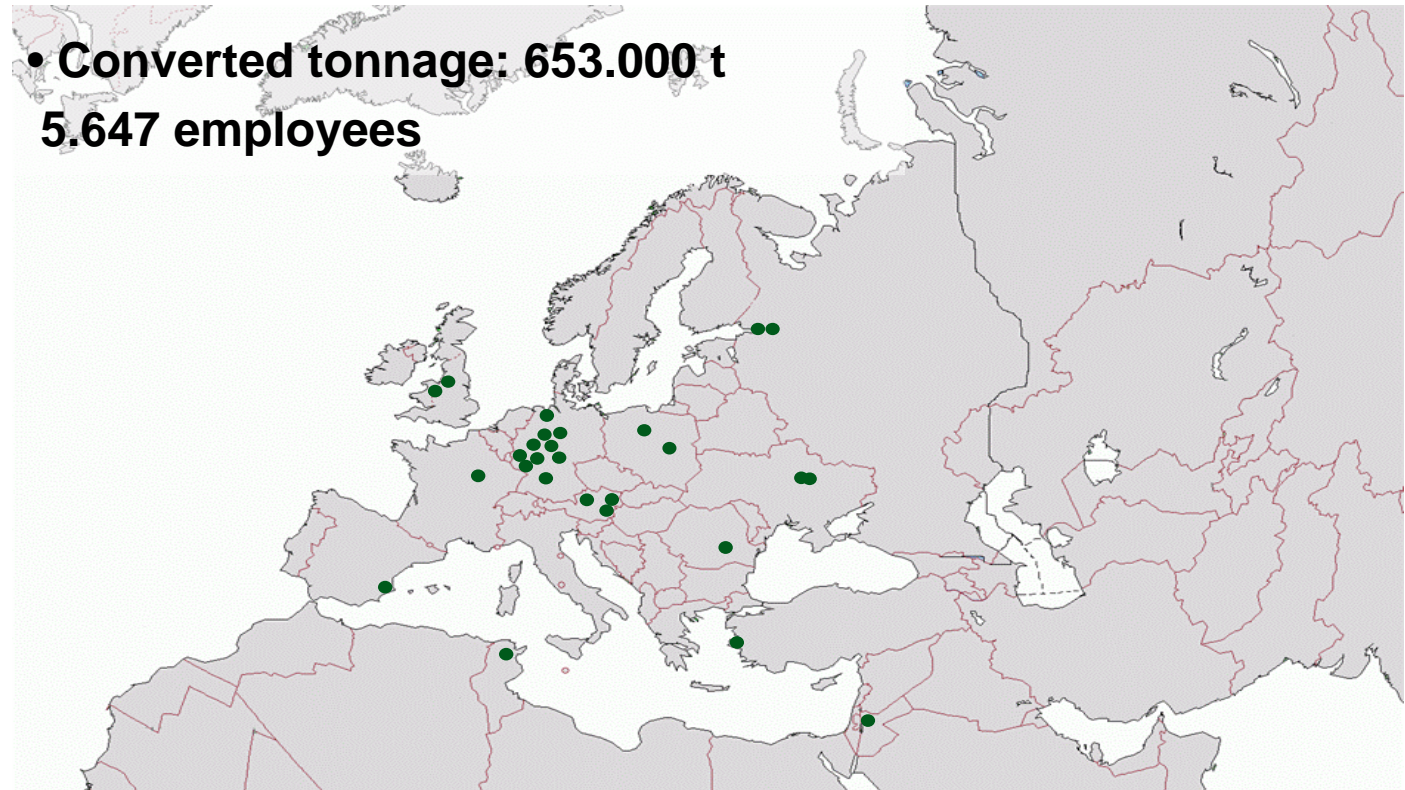 • Converted tonnage: 653.000 t
5.647 employees